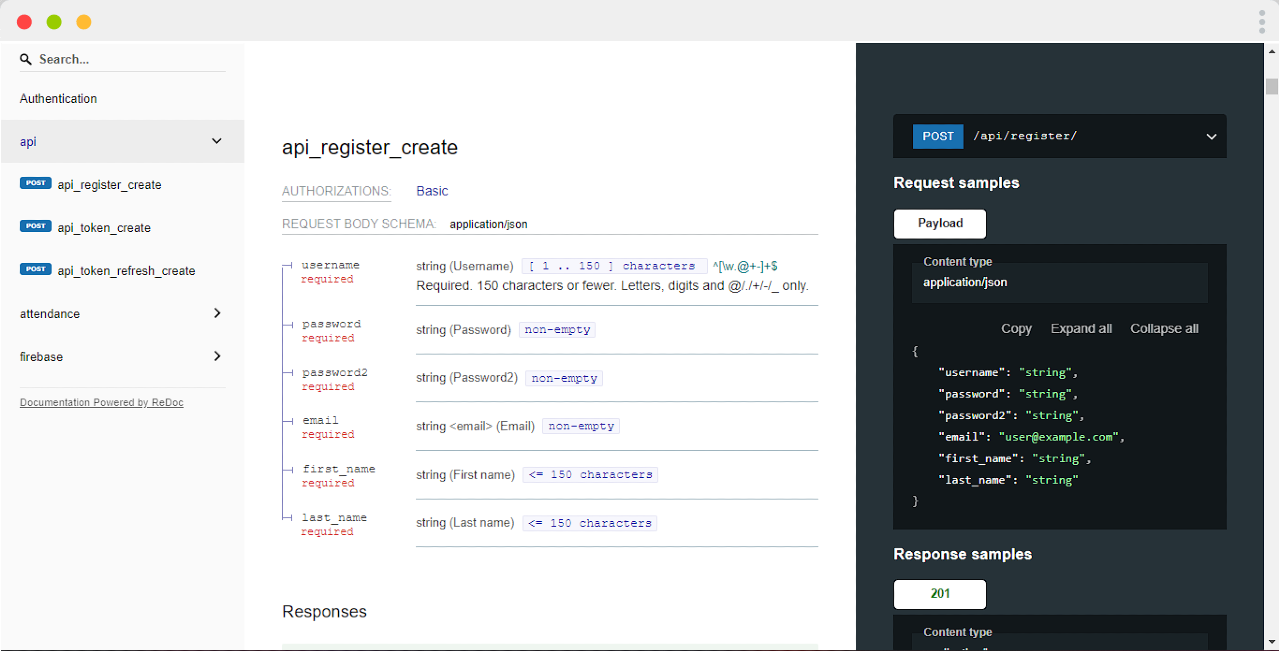 Search...
Authentication
api
POST api_register_create
POST api_token_create
POST api_token_refresh_create
attendance
firebase
Documentation Powered by ReDoc
api_register_create
AUTHORIZATIONS: Basic
REQUEST BODY SCHEMA: application/json
username string (Username) [ 1 .. 150 ] characters ^[\w.@+-]+$
required Required. 150 characters or fewer. Letters, digits and @/./+/-/_ only.
password string (Password) non-empty
required
password2 string (Password2) non-empty
required
email string <email> (Email) non-empty
required
first_name string (First name) <= 150 characters
required
last_name string (Last name) <= 150 characters
required
Responses
POST /api/register/
Request samples
Payload
Content type
application/json
Copy Expand all Collapse all
{
"username": "string",
"password": "string",
"password2": "string",
"email": "user@example.com",
"first_name": "string",
"last_name": "string"
}
Response samples
201
Content type